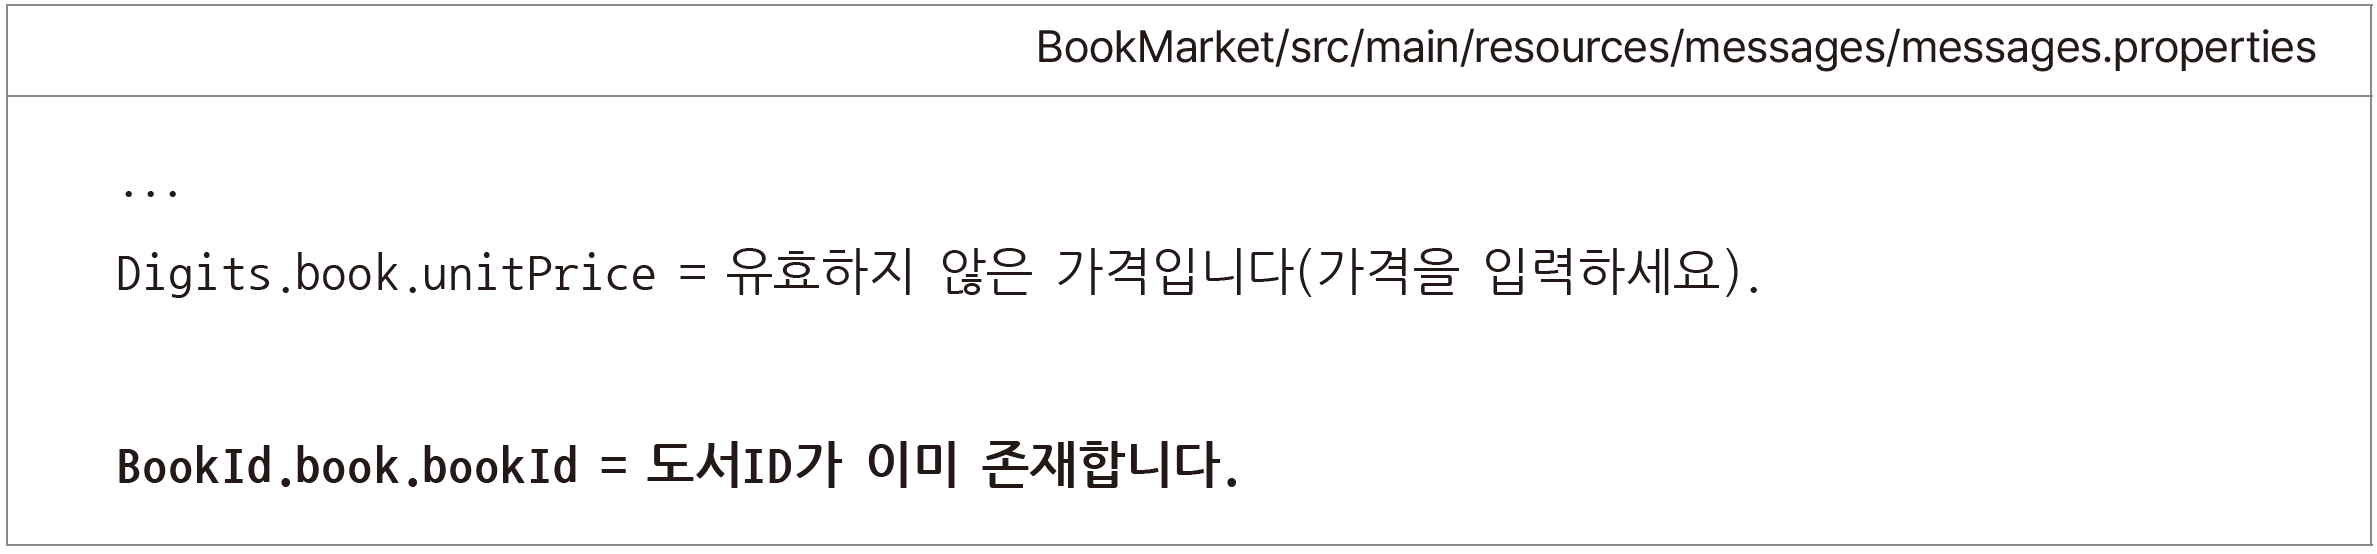 BookMarket/src/main/resources/messages/messages.properties
...
Digits.book.unitPrice = 유효하지 않은 가격입니다(가격을 입력하세요).
BookId.book.bookId = 도서ID가 이미 존재합니다.